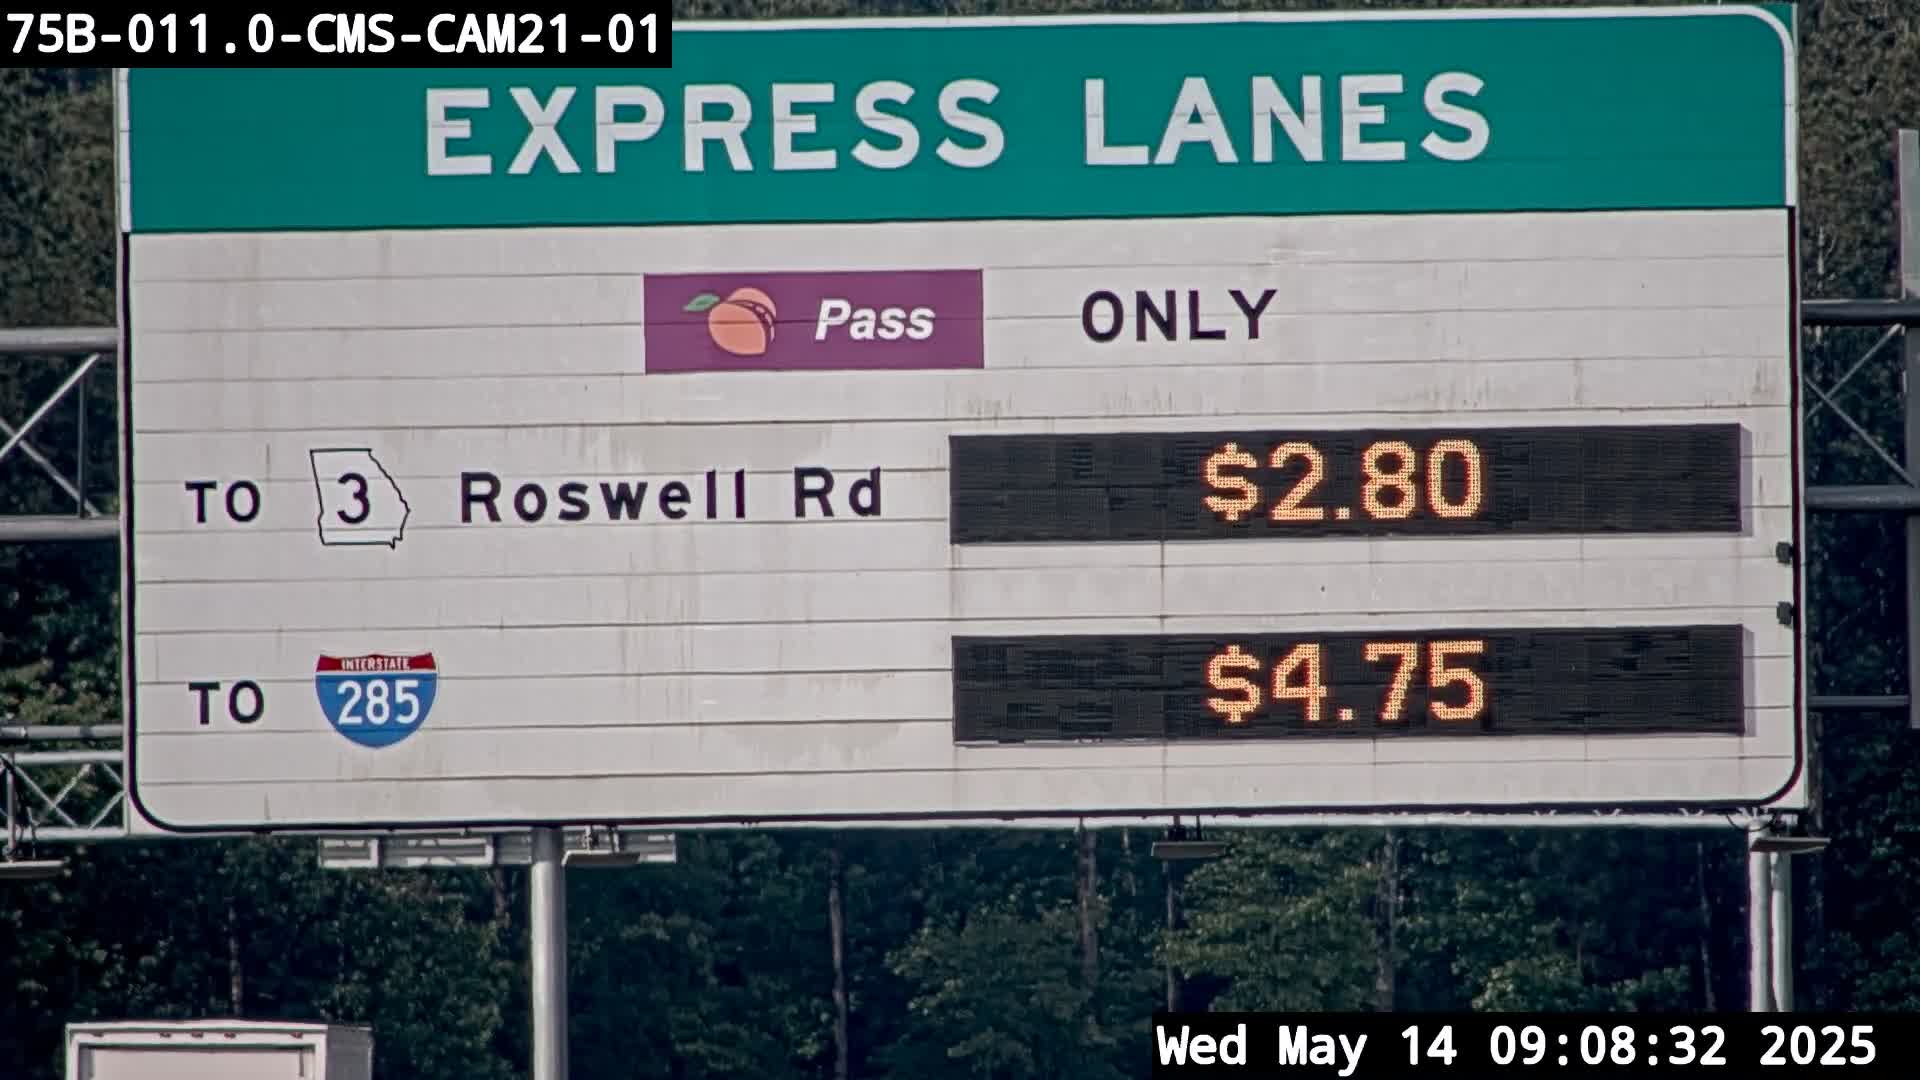 75B-011.0-CMS-CAM21-01
EXPRESS LANES
Pass ONLY
TO 3 Roswell Rd $2.80
TO INTERSTATE 285 $4.75
Wed May 14 09:08:32 2025